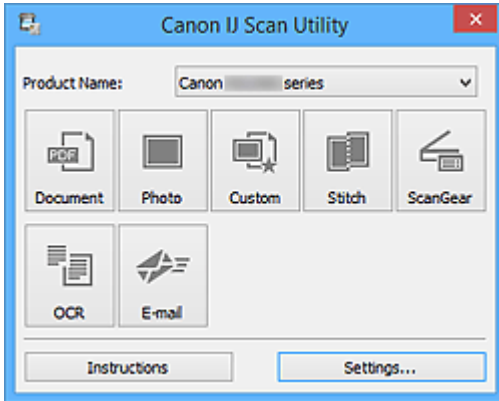 Canon IJ Scan Utility
Product Name: Canon series
PDF
Document Photo Custom Stitch ScanGear
OCR E-mail
Instructions Settings...